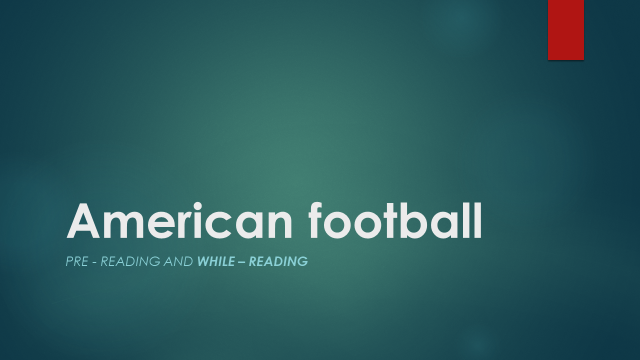 American football
PRE - READING AND WHILE – READING